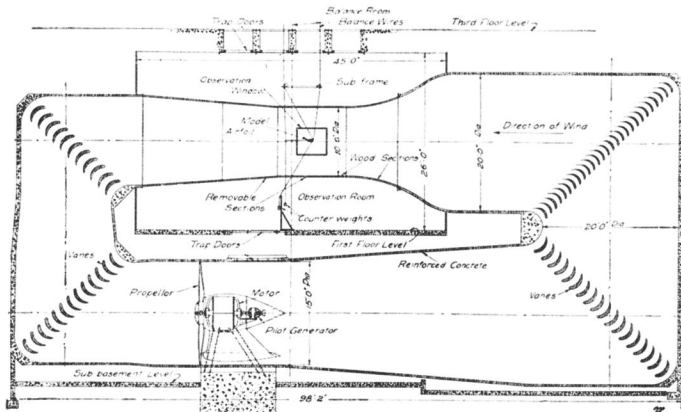 Balance Room
Trap Doors
Balance Wires
Third Floor Level
45'0"
Observation
Window
Sub frame
Model
Airfoil
10'0" Dia
Direction of Wind
20'0" Dia
Wood Sections
26'0"
Removable
Sections
Observation Room
Counter weights
Trap Doors
First Floor Level
20'0" Dia
Reinforced Concrete
Vanes
Propellor
Motor
15'0" Dia
Vanes
Pilot Generator
Sub basement Level
98'2"